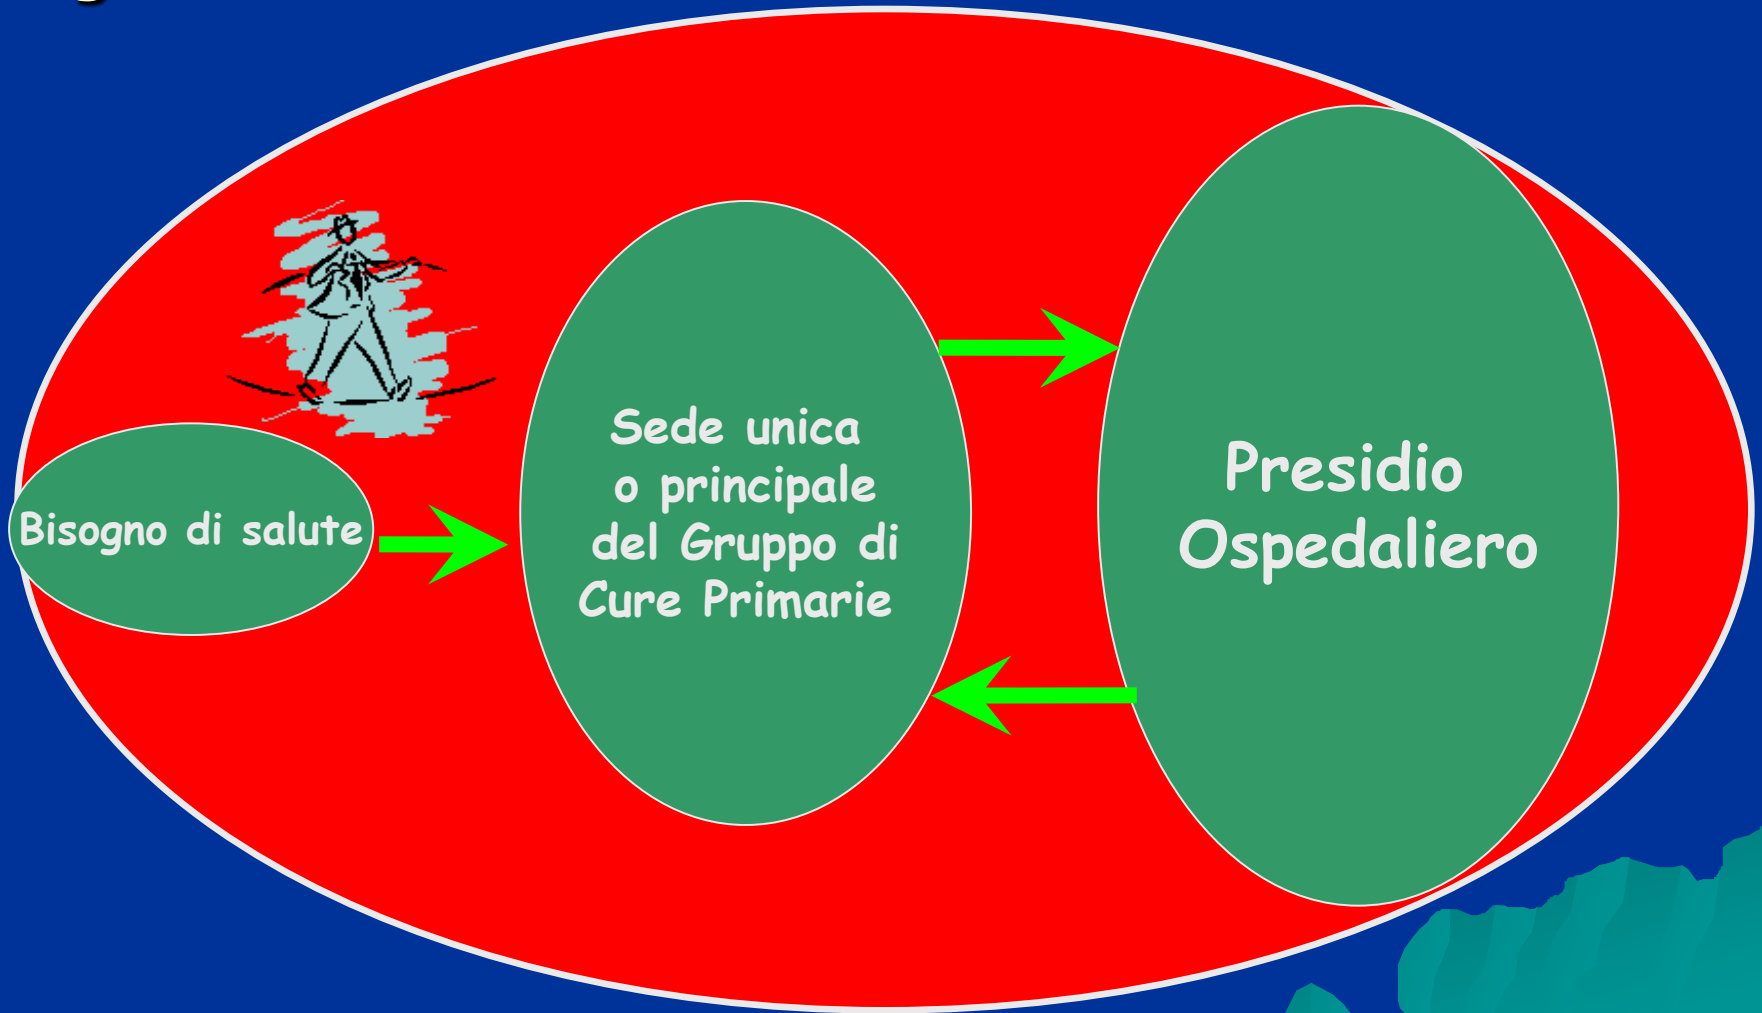 Bisogno di salute
Sede unica
o principale
del Gruppo di
Cure Primarie
Presidio
Ospedaliero